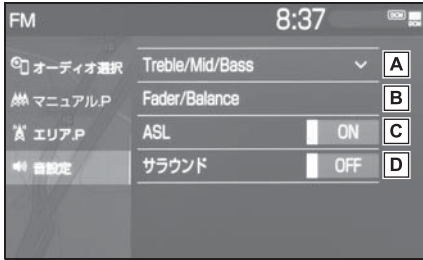 FM
8:37
DCM
オーディオ選択
Treble/Mid/Bass
A
マニュアル.P
Fader/Balance
B
エリア.P
ASL
ON
C
音設定
サラウンド
OFF
D